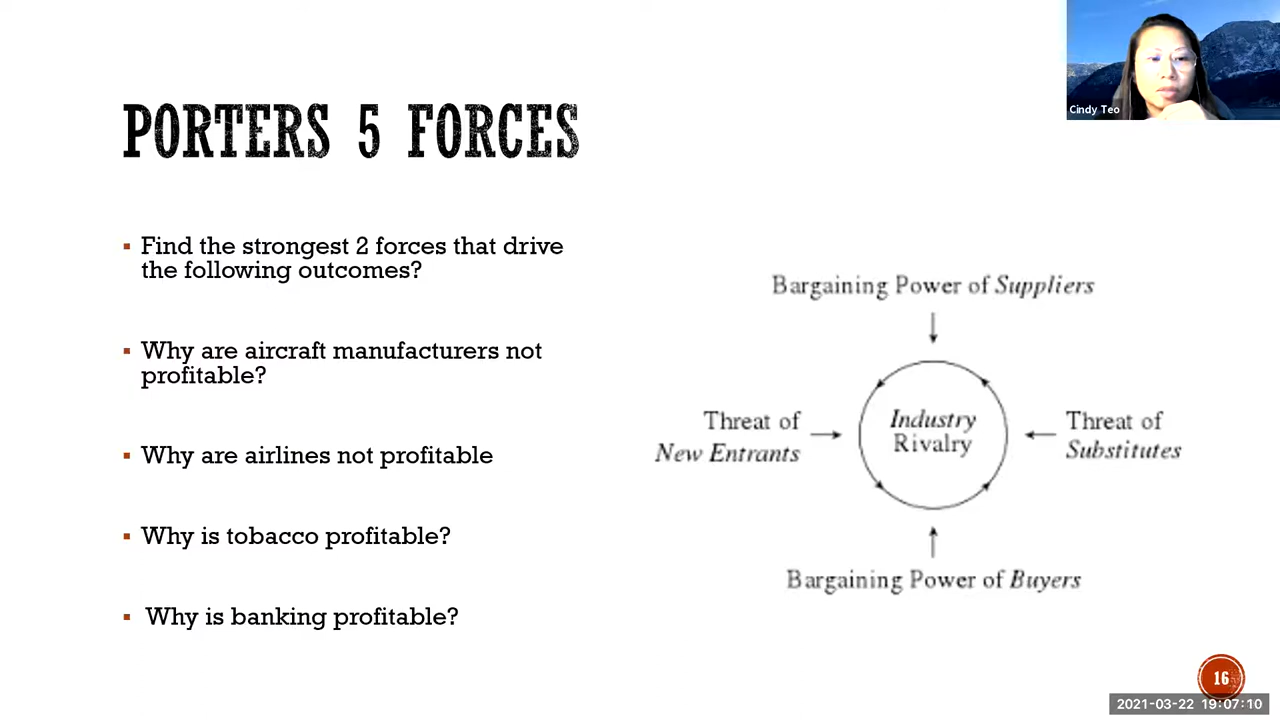 Cindy Teo
PORTERS 5 FORCES
Find the strongest 2 forces that drive
the following outcomes?
Why are aircraft manufacturers not
profitable?
Why are airlines not profitable
Why is tobacco profitable?
Why is banking profitable?
Bargaining Power of Suppliers
Threat of
New Entrants
Industry
Rivalry
Threat of
Substitutes
Bargaining Power of Buyers
16
2021-03-22 19:07:10